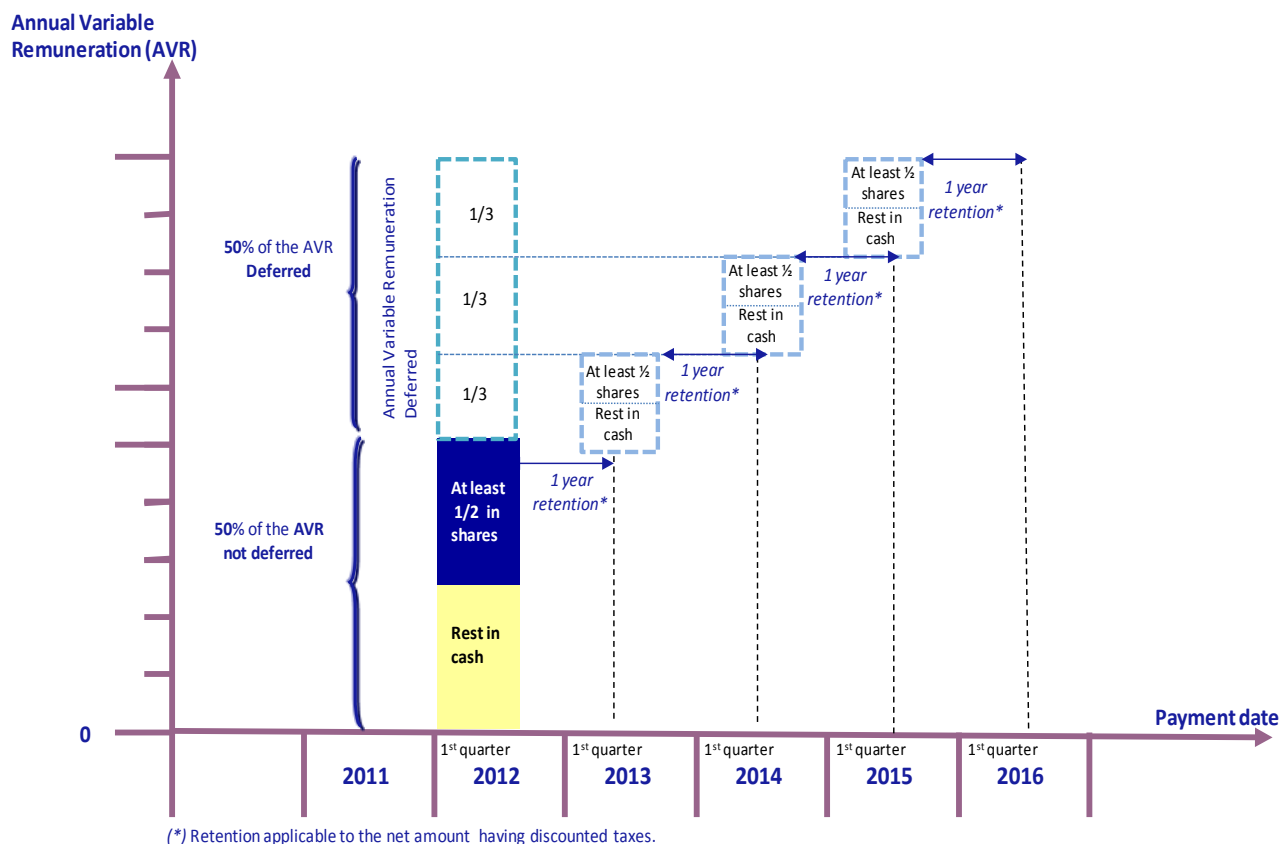 Annual Variable
Remuneration (AVR)
50% of the AVR
Deferred
Annual Variable Remuneration
Deferred
1/3
1/3
1/3
At least ½
shares
Rest in
cash
1 year
retention*
At least ½
shares
Rest in
cash
1 year
retention*
At least ½
shares
Rest in
cash
1 year
retention*
50% of the AVR
not deferred
At least
1/2 in
shares
1 year
retention*
Rest in
cash
0
Payment date
1st quarter
1st quarter
1st quarter
1st quarter
1st quarter
2011
2012
2013
2014
2015
2016
(*) Retention applicable to the net amount having discounted taxes.